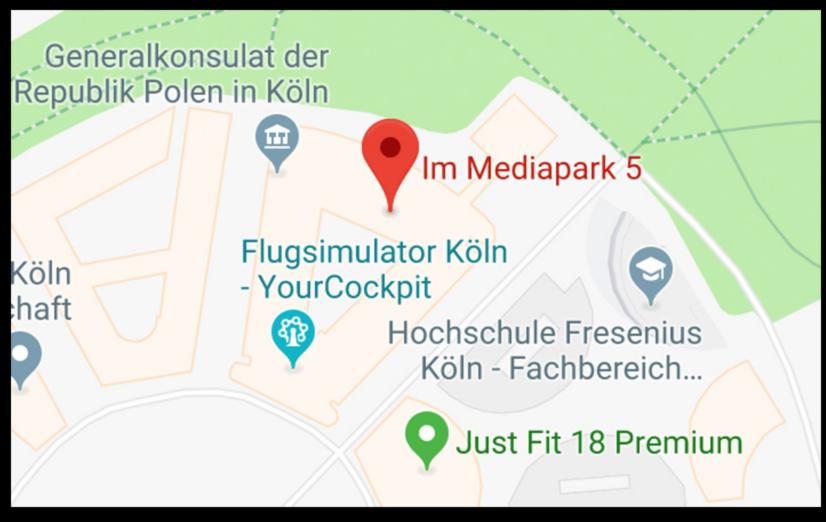 Generalkonsulat der
Republik Polen in Köln
Im Mediapark 5
Flugsimulator Köln
- YourCockpit
Köln
chaft
Hochschule Fresenius
Köln - Fachbereich...
Just Fit 18 Premium